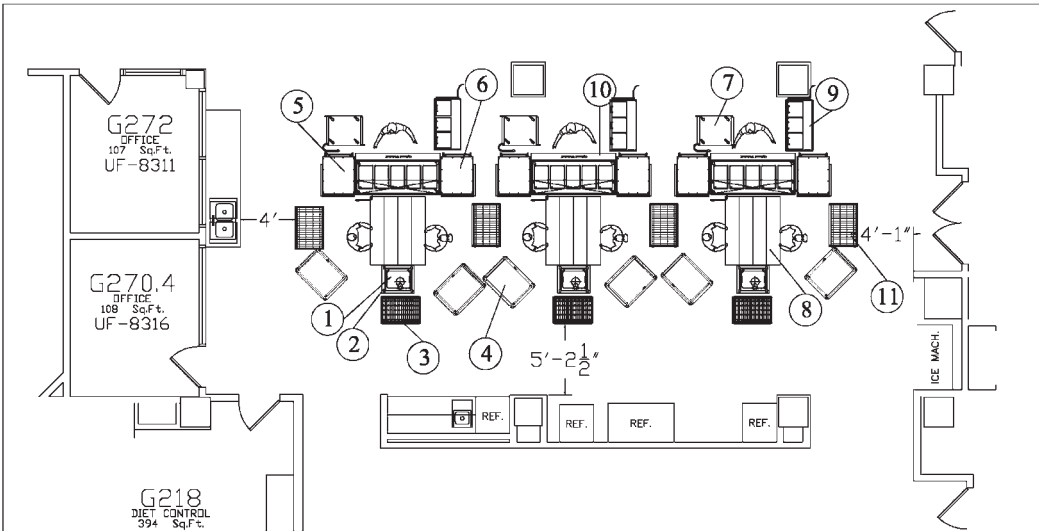 G272
OFFICE
107 Sq.Ft.
UF-8311
5
6
10
7
9
4'
4'-1"
G270.4
OFFICE
108 Sq.Ft.
UF-8316
1
2
3
4
8
11
5'-2 1/2"
ICE MACH.
REF.
REF.
REF.
REF.
G218
DIET CONTROL
394 Sq.Ft.